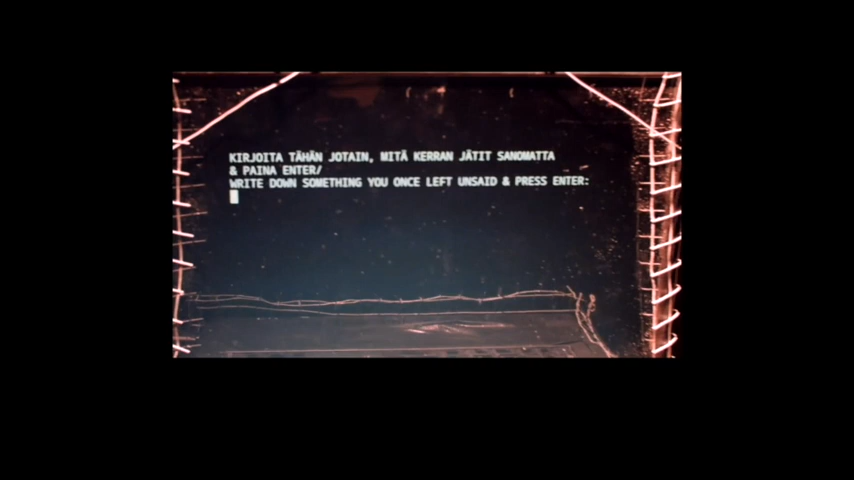 KIRJOITA TÄHÄN JOTAIN, MITÄ KERRAN JÄTIT SANOMATTA
& PAINA ENTER/
WRITE DOWN SOMETHING YOU ONCE LEFT UNSAID & PRESS ENTER: